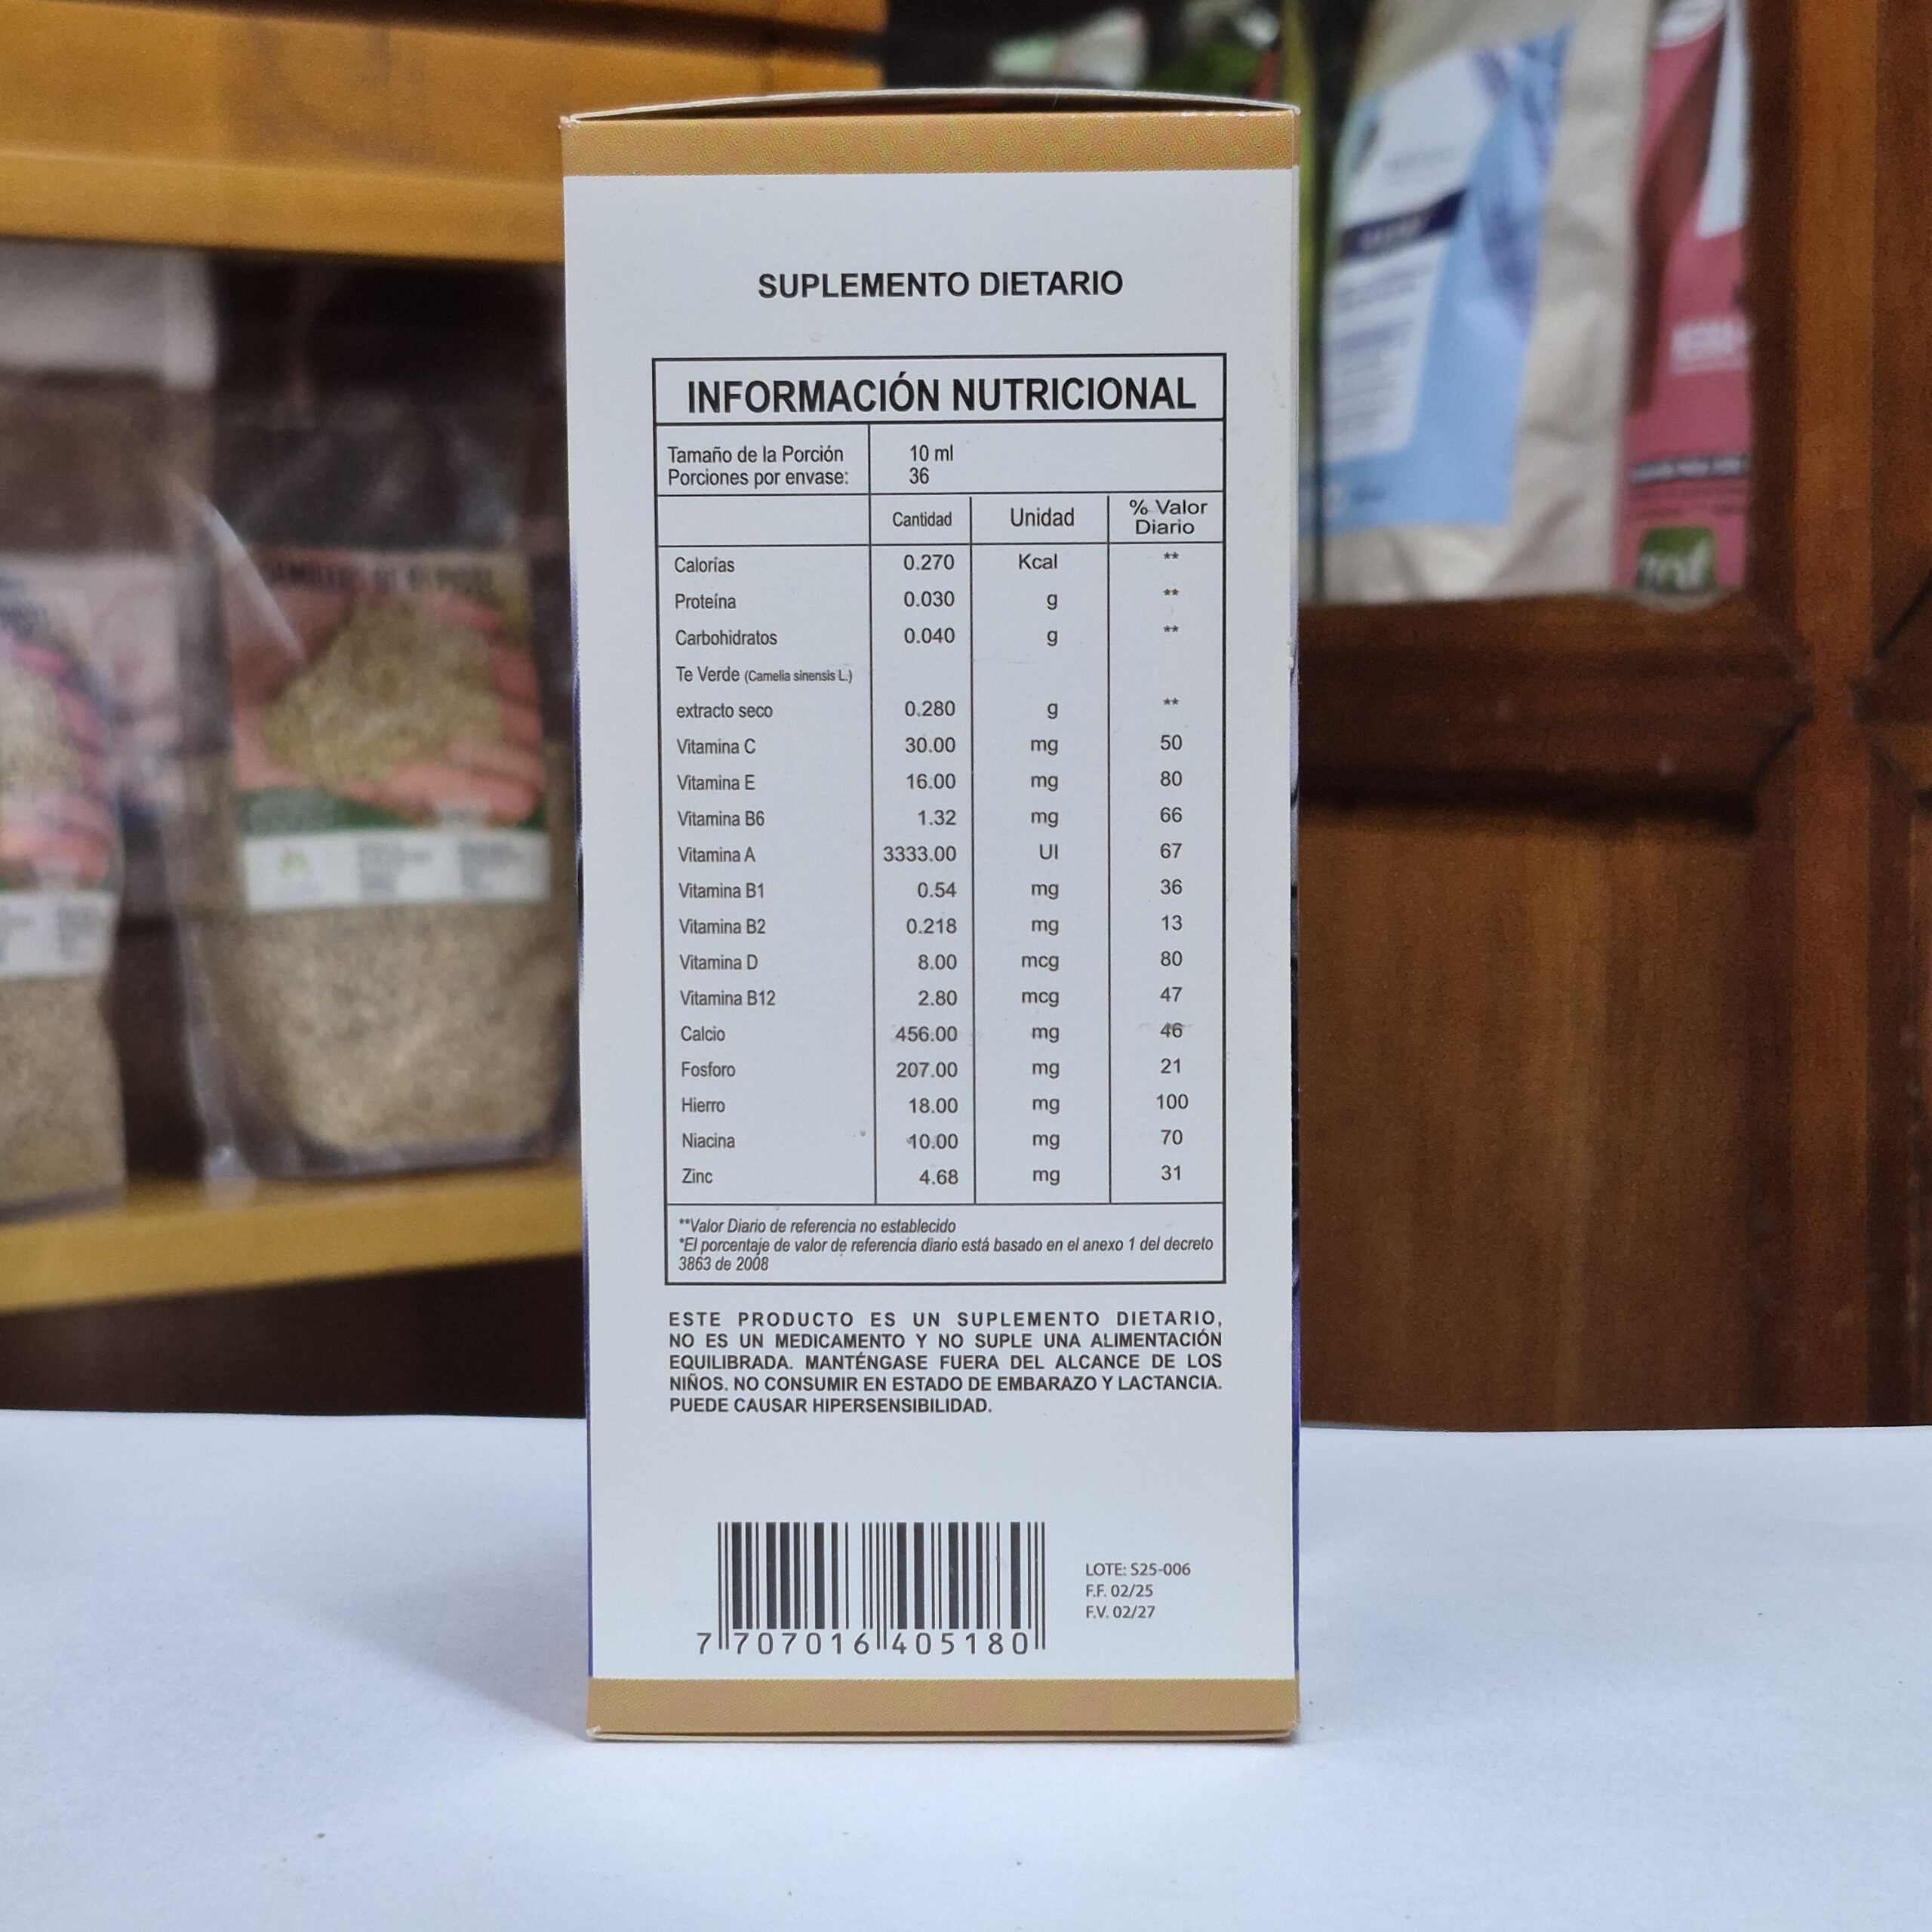 SUPLEMENTO DIETARIO
INFORMACIÓN NUTRICIONAL
Tamaño de la Porción 10 ml
Porciones por envase: 36
Cantidad Unidad % Valor Diario
Calorías 0.270 Kcal **
Proteína 0.030 g **
Carbohidratos 0.040 g **
Te Verde (Camelia sinensis L.)
extracto seco 0.280 g **
Vitamina C 30.00 mg 50
Vitamina E 16.00 mg 80
Vitamina B6 1.32 mg 66
Vitamina A 3333.00 UI 67
Vitamina B1 0.54 mg 36
Vitamina B2 0.218 mg 13
Vitamina D 8.00 mcg 80
Vitamina B12 2.80 mcg 47
Calcio 456.00 mg 46
Fosforo 207.00 mg 21
Hierro 18.00 mg 100
Niacina 10.00 mg 70
Zinc 4.68 mg 31
**Valor Diario de referencia no establecido
*El porcentaje de valor de referencia diario está basado en el anexo 1 del decreto
3863 de 2008
ESTE PRODUCTO ES UN SUPLEMENTO DIETARIO,
NO ES UN MEDICAMENTO Y NO SUPLE UNA ALIMENTACIÓN
EQUILIBRADA. MANTÉNGASE FUERA DEL ALCANCE DE LOS
NIÑOS. NO CONSUMIR EN ESTADO DE EMBARAZO Y LACTANCIA.
PUEDE CAUSAR HIPERSENSIBILIDAD.
LOTE: S25-006
F.F. 02/25
F.V. 02/27
7 707016 405180